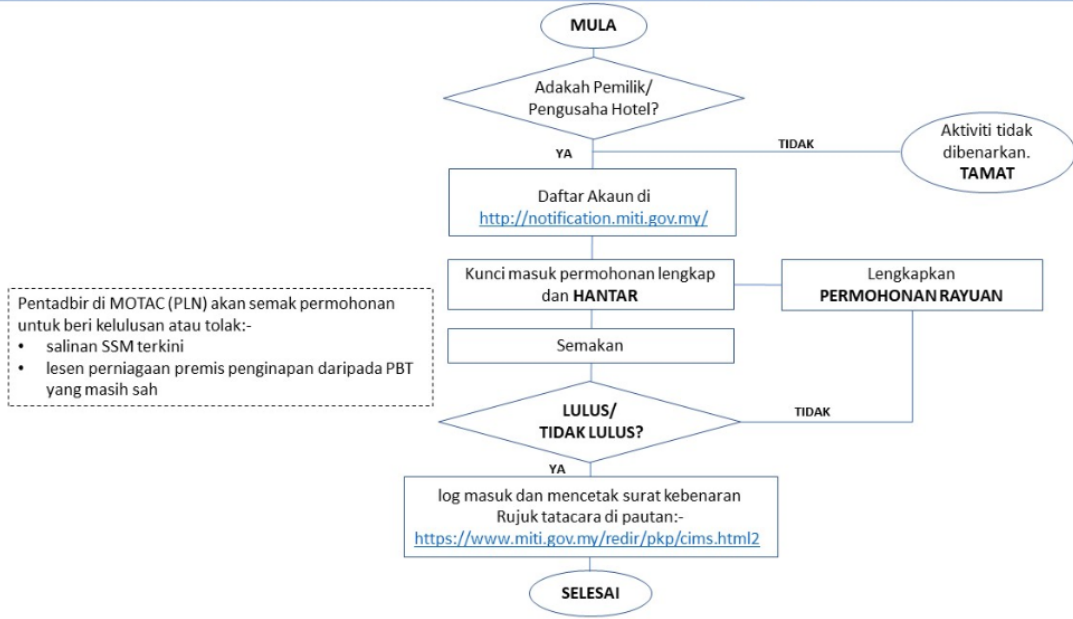 MULA
Adakah Pemilik/
Pengusaha Hotel?
YA
TIDAK
Aktiviti tidak
dibenarkan.
TAMAT
Daftar Akaun di
http://notification.miti.gov.my/
Kunci masuk permohonan lengkap
dan HANTAR
Lengkapkan
PERMOHONAN RAYUAN
Pentadbir di MOTAC (PLN) akan semak permohonan
untuk beri kelulusan atau tolak:-
• salinan SSM terkini
• lesen perniagaan premis penginapan daripada PBT
yang masih sah
Semakan
LULUS/
TIDAK LULUS?
TIDAK
YA
log masuk dan mencetak surat kebenaran
Rujuk tatacara di pautan:-
https://www.miti.gov.my/redir/pkp/cims.html2
SELESAI